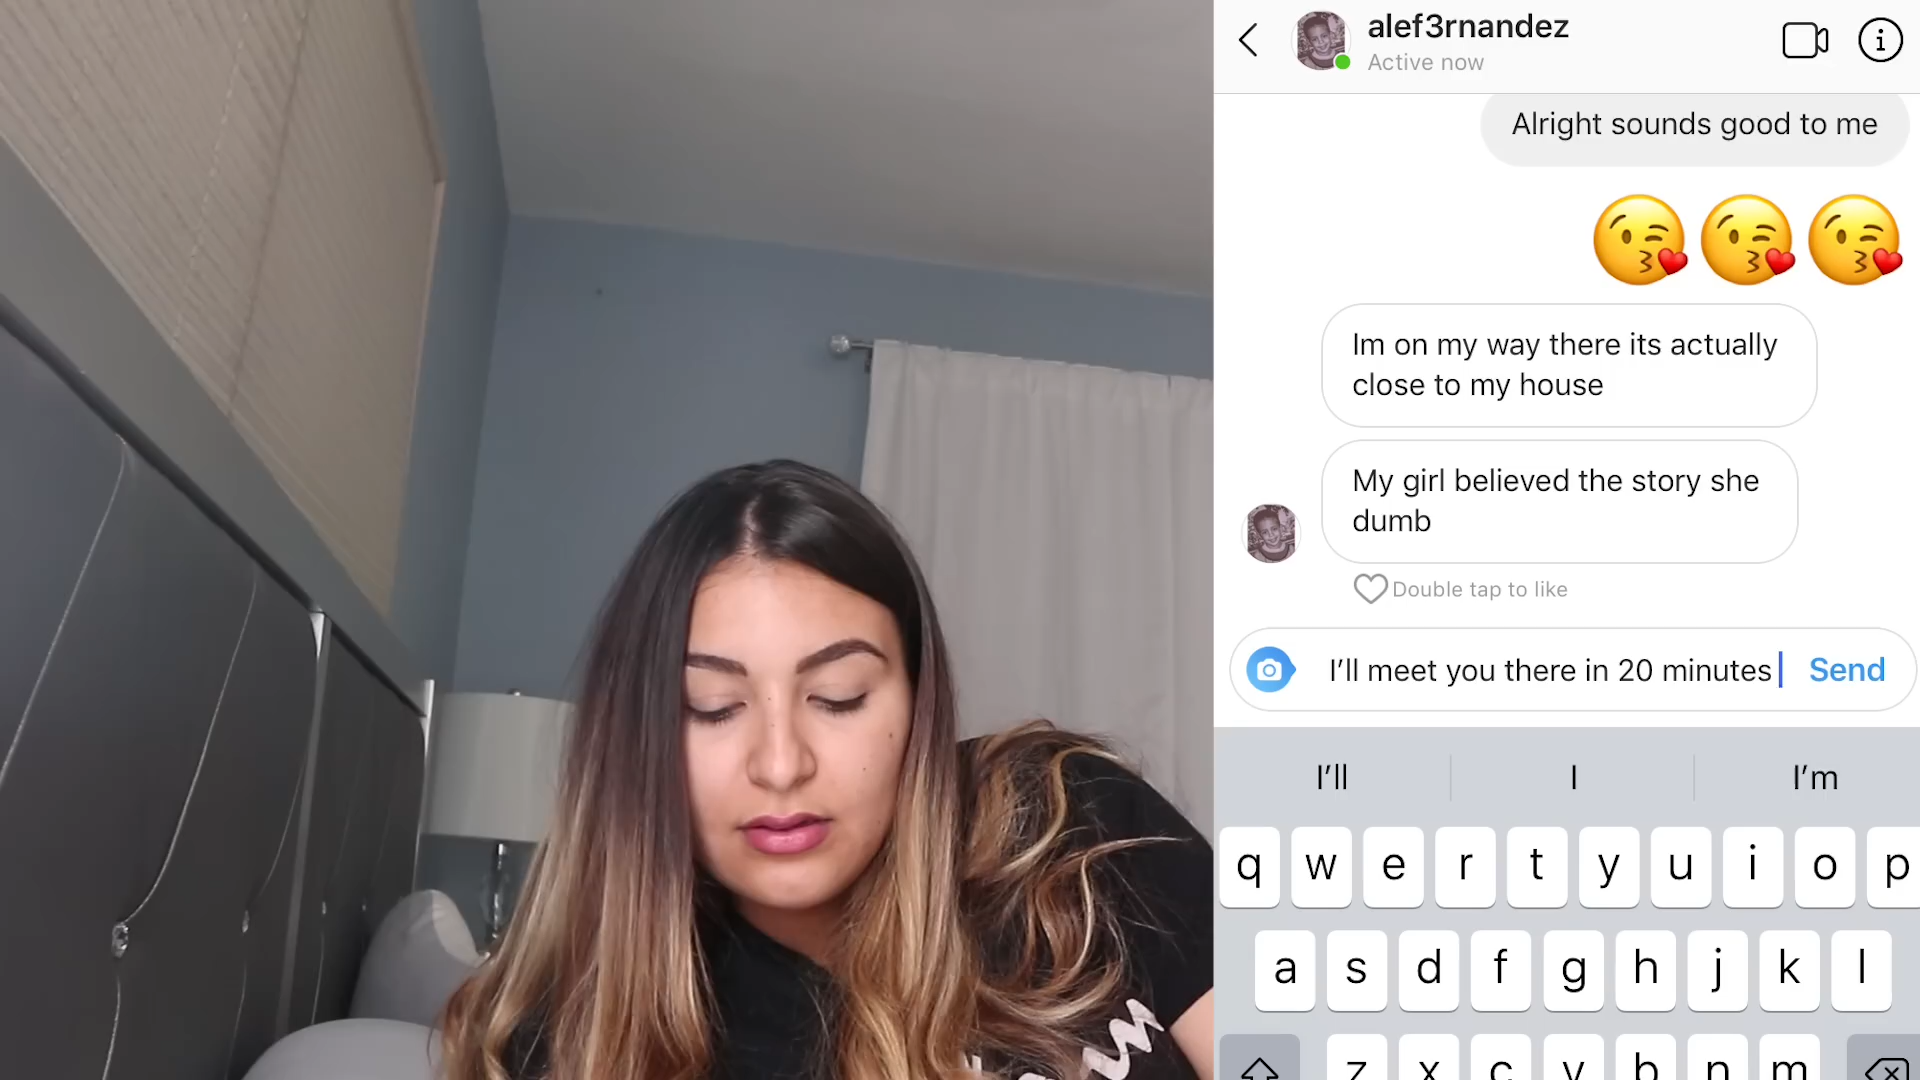 alef3rnandez
Active now
Alright sounds good to me
Im on my way there its actually
close to my house
My girl believed the story she
dumb
Double tap to like
I’ll meet you there in 20 minutes Send
I’ll I I’m
q w e r t y u i o p
a s d f g h j k l
z x c v b n m